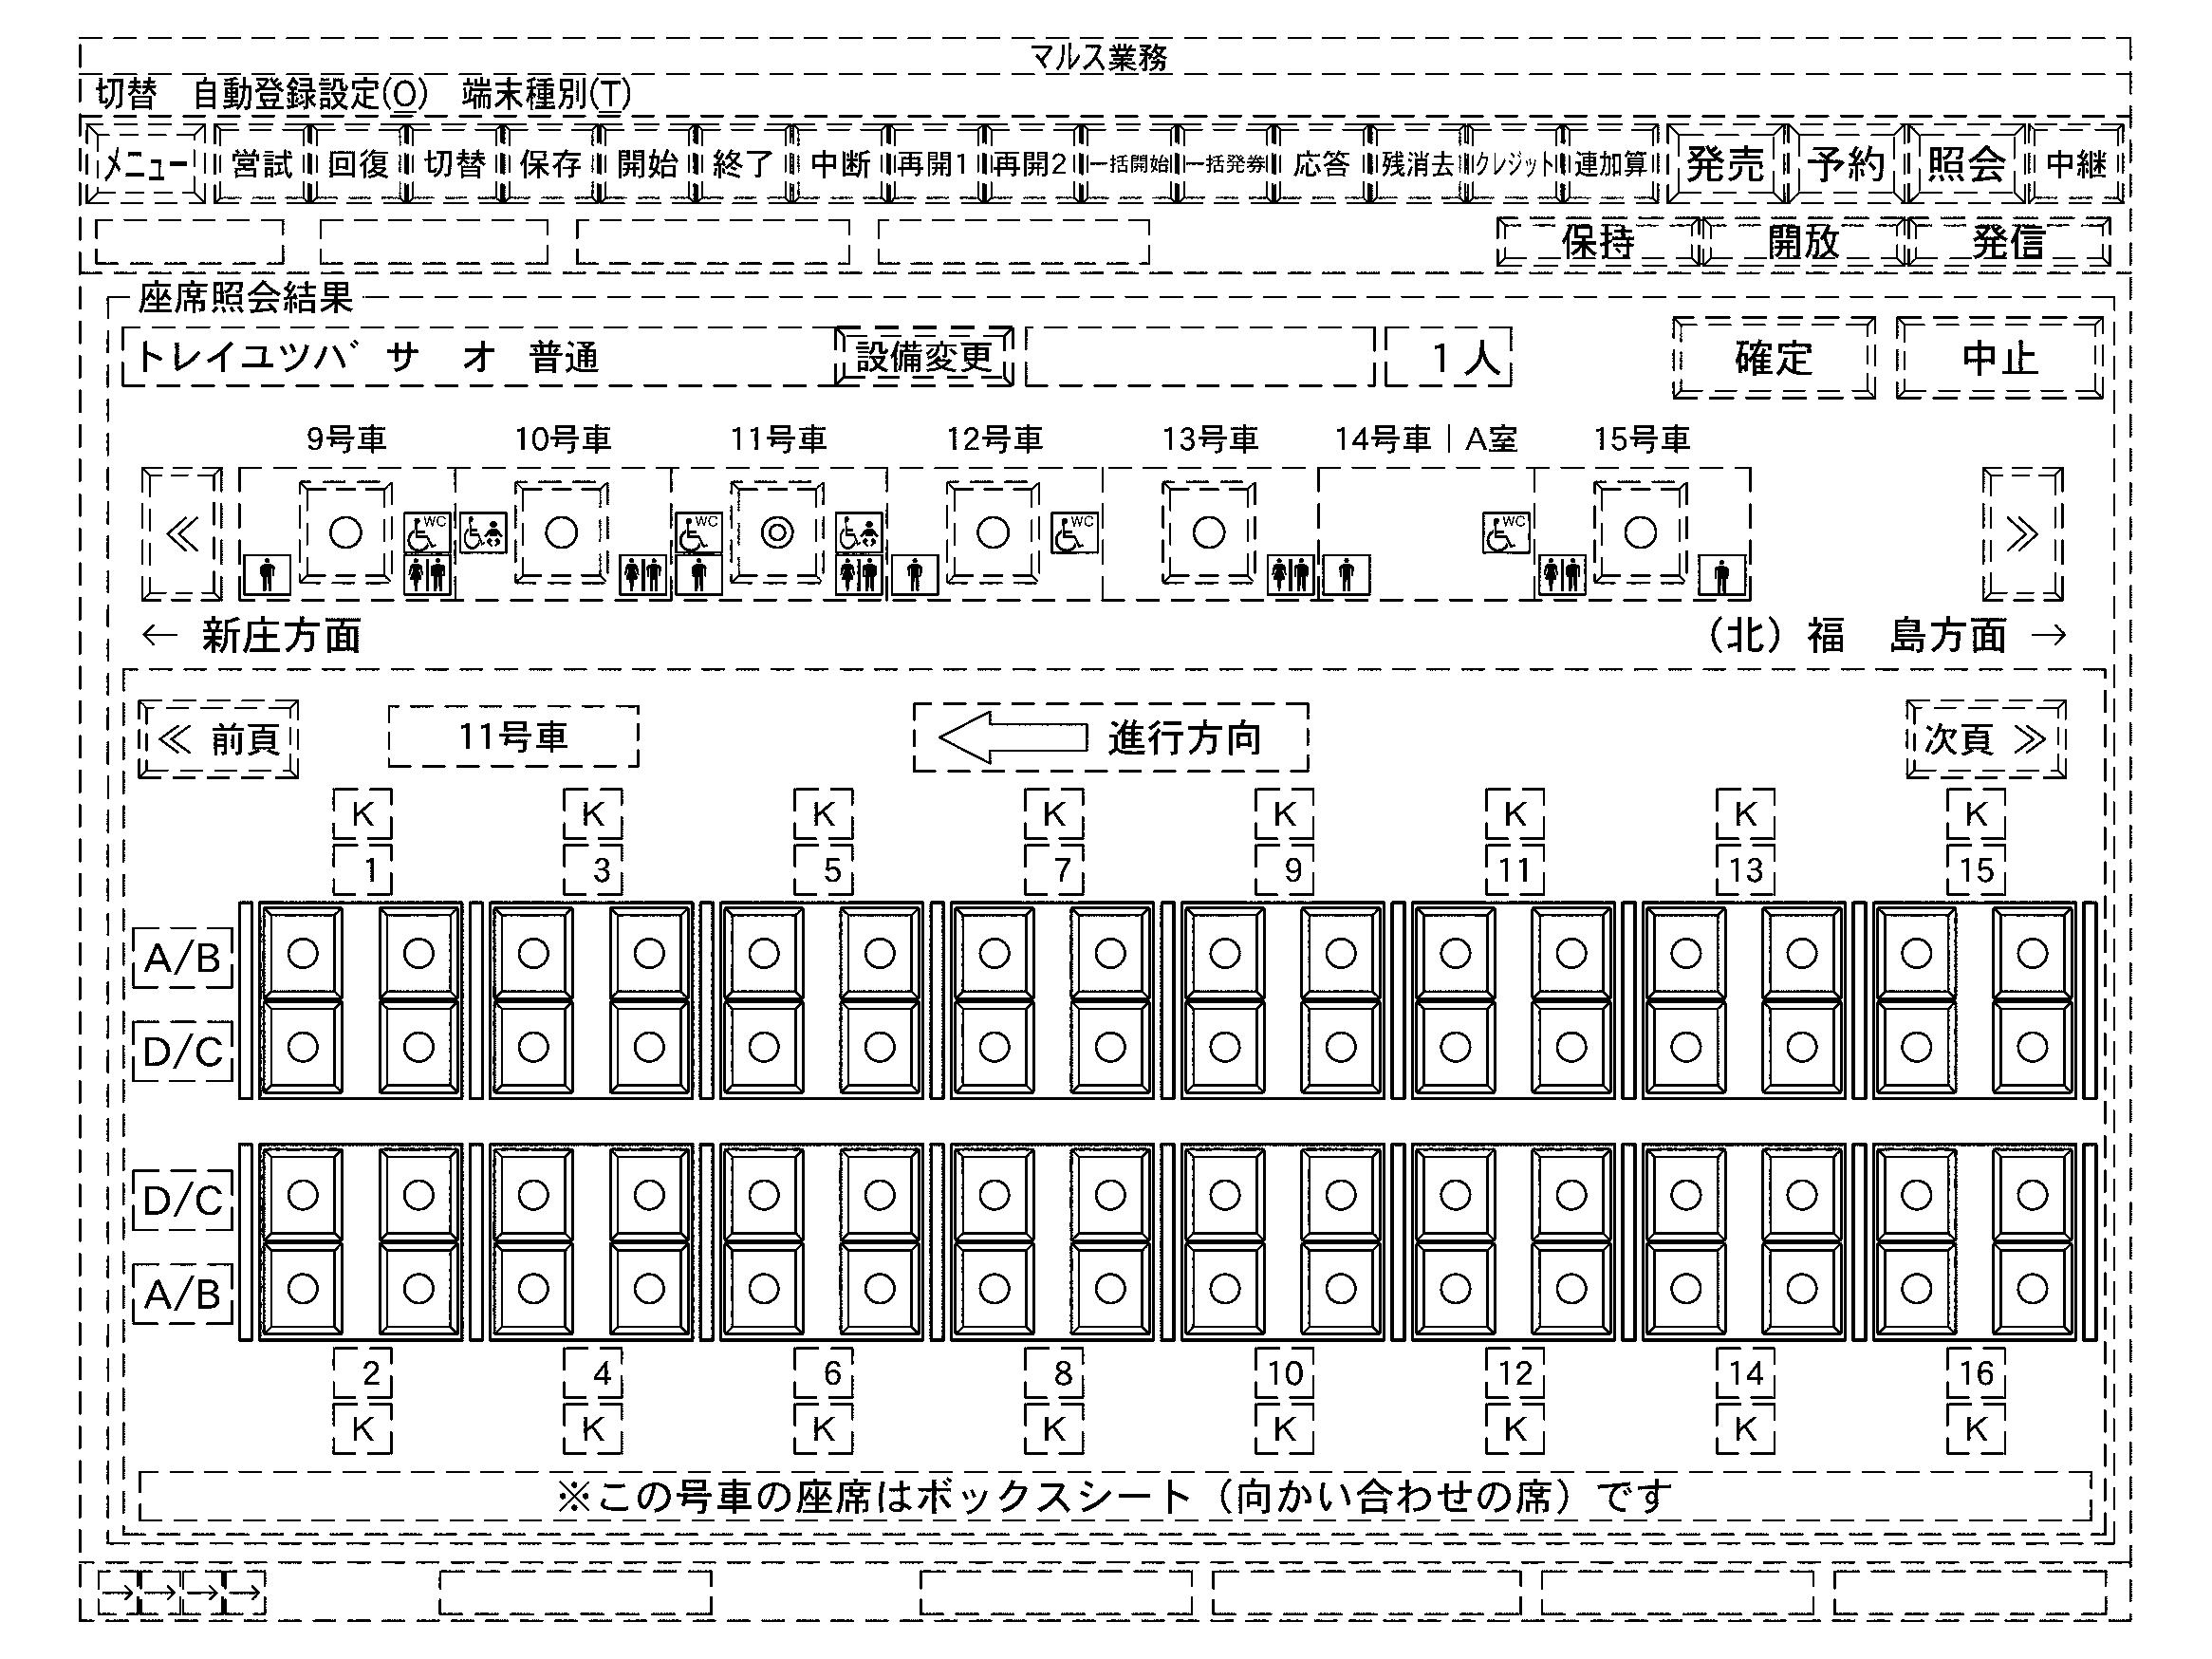 マルス業務
切替 自動登録設定(O) 端末種別(T)
メニュー 営試 回復 切替 保存 開始 終了 中断 再開1 再開2 一括開始 一括発券 応答 残消去 クレジット 連加算 発売 予約 照会 中継
保持 開放 発信
座席照会結果
トレイユツバ゛ サ オ 普通 設備変更 1人 確定 中止
9号車 10号車 11号車 12号車 13号車 14号車|A室 15号車
≪ ○ ○ ◎ ○ ○ ○ ≫
WC WC WC WC
← 新庄方面 (北)福 島方面 →
≪ 前頁 11号車 進行方向 次頁 ≫
K K K K K K K K
1 3 5 7 9 11 13 15
A/B ○ ○ ○ ○ ○ ○ ○ ○ ○ ○ ○ ○ ○ ○ ○ ○
D/C ○ ○ ○ ○ ○ ○ ○ ○ ○ ○ ○ ○ ○ ○ ○ ○
D/C ○ ○ ○ ○ ○ ○ ○ ○ ○ ○ ○ ○ ○ ○ ○ ○
A/B ○ ○ ○ ○ ○ ○ ○ ○ ○ ○ ○ ○ ○ ○ ○ ○
2 4 6 8 10 12 14 16
K K K K K K K K
※この号車の座席はボックスシート（向かい合わせの席）です
→ → → →